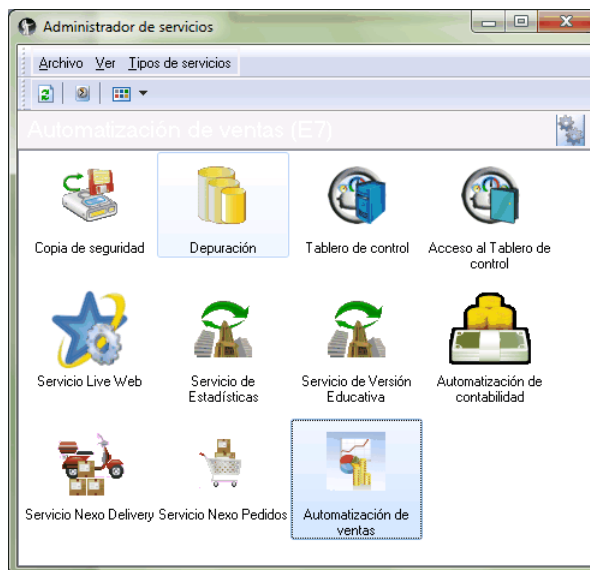 Administrador de servicios
Archivo Ver Tipos de servicios
Automatización de ventas (E7)
Copia de seguridad Depuración Tablero de control Acceso al Tablero de
control
Servicio Live Web Servicio de Servicio de Versión Automatización de
Estadísticas Educativa contabilidad
Servicio Nexo Delivery Servicio Nexo Pedidos Automatización de
ventas